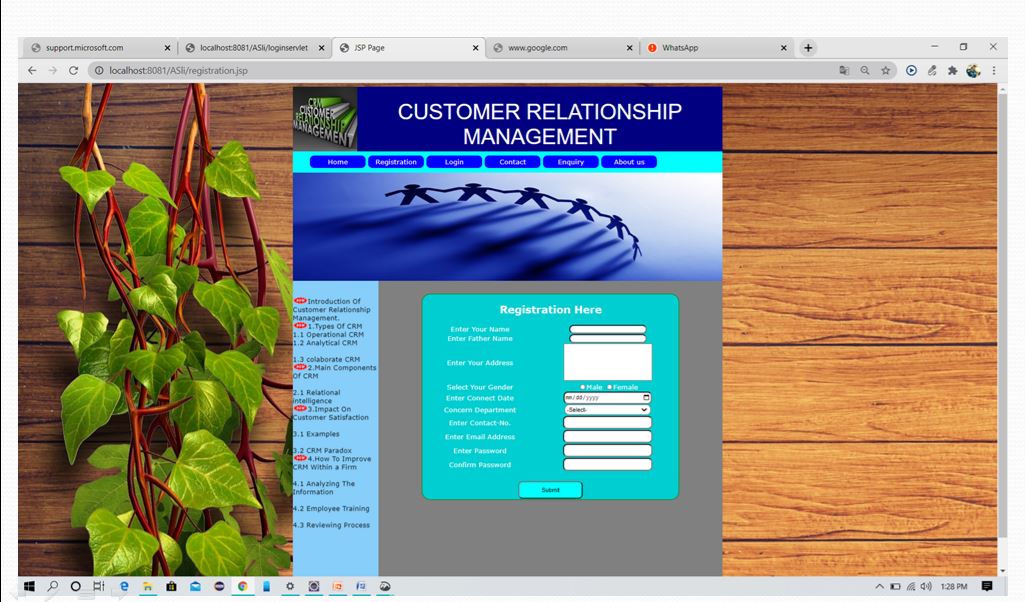 support.microsoft.com
localhost:8081/ASli/loginservlet
JSP Page
www.google.com
WhatsApp
localhost:8081/ASli/registration.jsp
CRM
CUSTOMER
RELATIONSHIP
MANAGEMENT
CUSTOMER RELATIONSHIP
MANAGEMENT
Home Registration Login Contact Enquiry About us
Introduction Of
Customer Relationship
Management.
1.Types Of CRM
1.1 Operational CRM
1.2 Analytical CRM
1.3 colaborate CRM
2.Main Components
Of CRM
2.1 Relational
intelligence
3.Impact On
Customer Satisfaction
3.1 Examples
3.2 CRM Paradox
4.How To Improve
CRM Within a Firm
4.1 Analyzing The
Information
4.2 Employee Training
4.3 Reviewing Process
Registration Here
Enter Your Name
Enter Father Name
Enter Your Address
Select Your Gender Male Female
Enter Connect Date mm/dd/yyyy
Concern Department -Select-
Enter Contact-No.
Enter Email Address
Enter Password
Confirm Password
Submit
1:28 PM